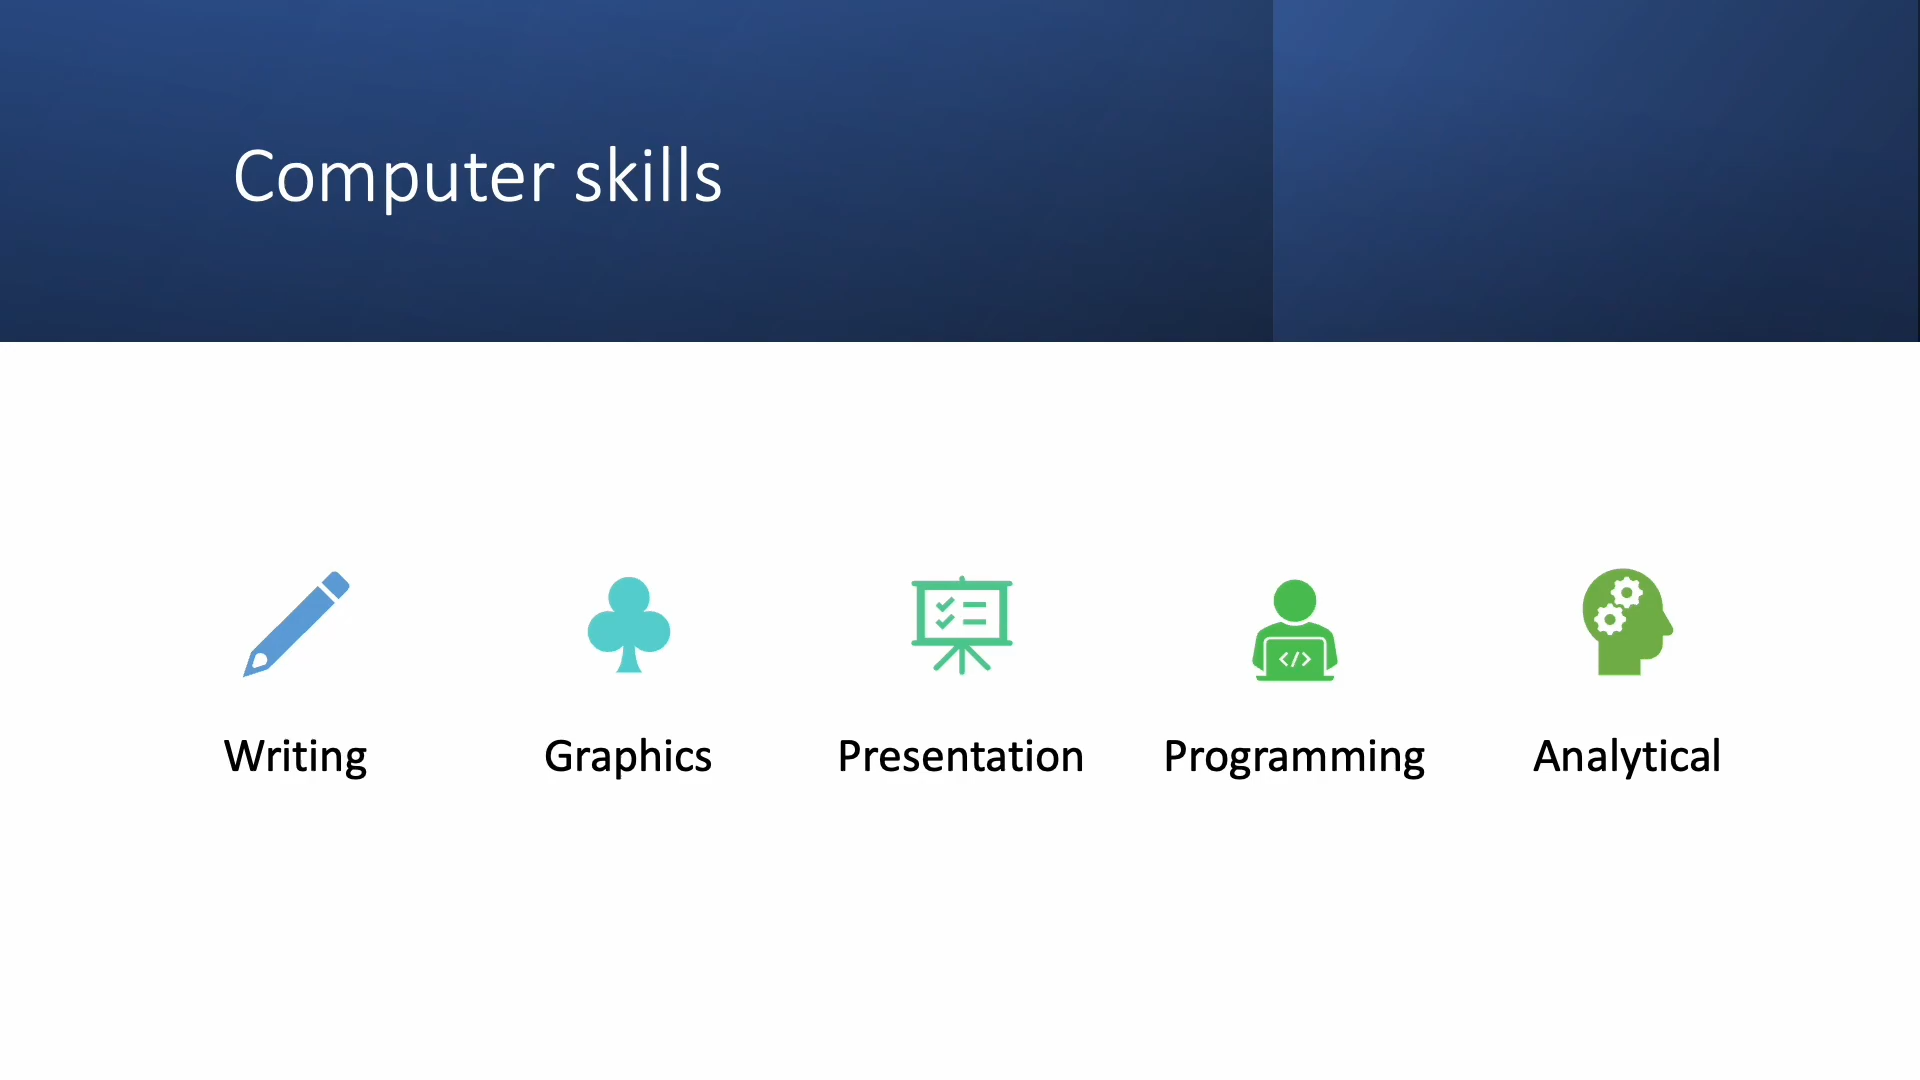 Computer skills
Writing
Graphics
Presentation
Programming
Analytical